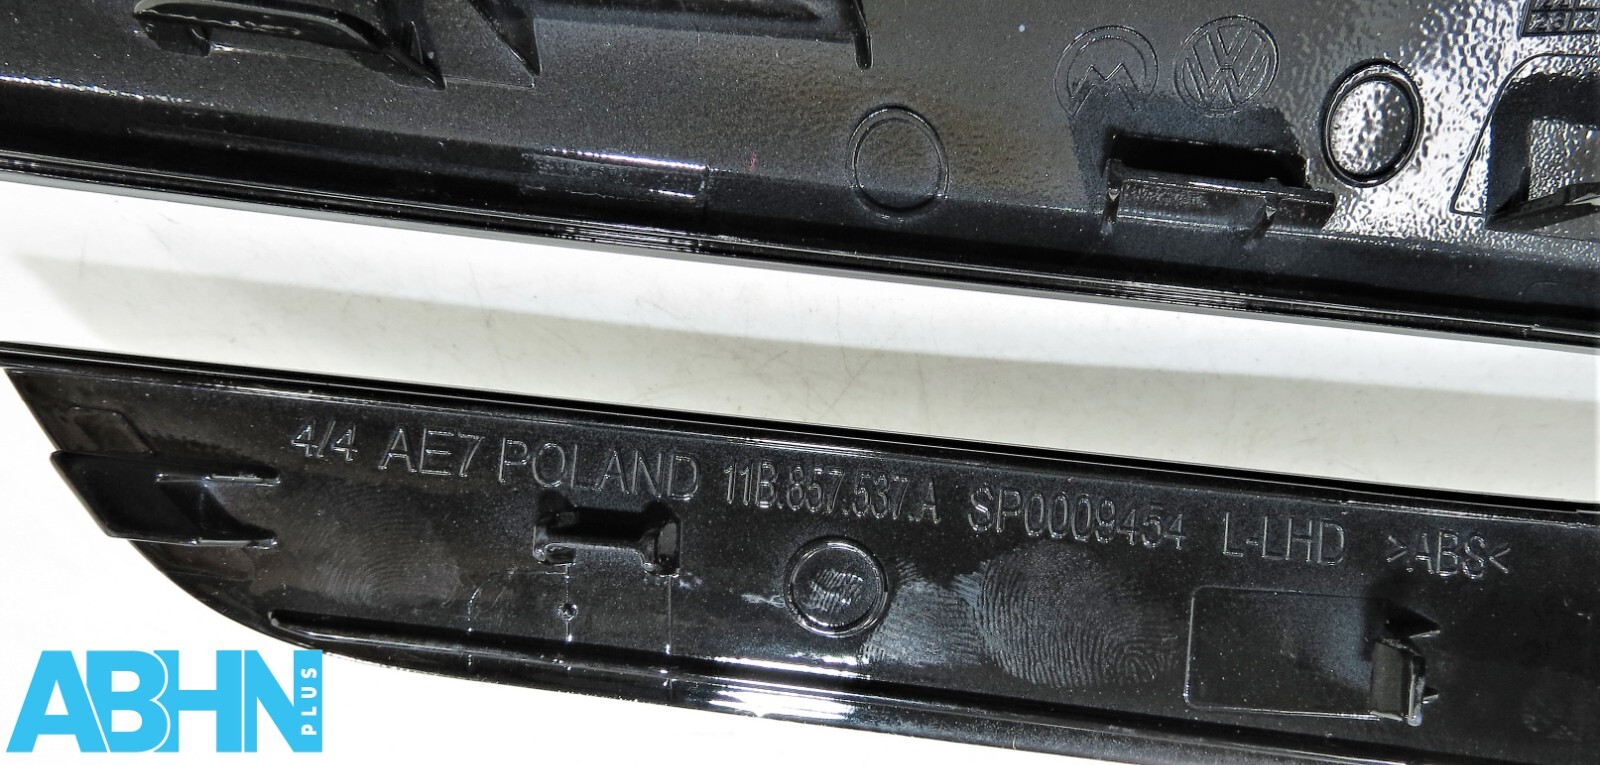 4/4 AE7 POLAND 11B.857.537.A SP0009454 L-LHD >ABS<
ABHN PLUS